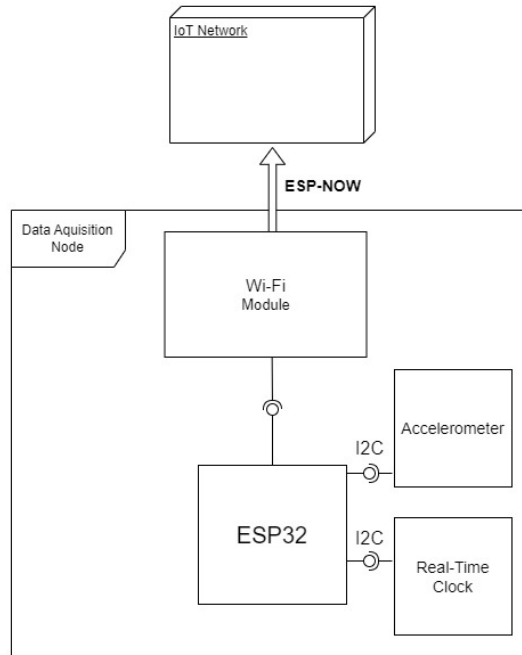 IoT Network
ESP-NOW
Data Aquisition
Node
Wi-Fi
Module
Accelerometer
I2C
ESP32
I2C
Real-Time
Clock